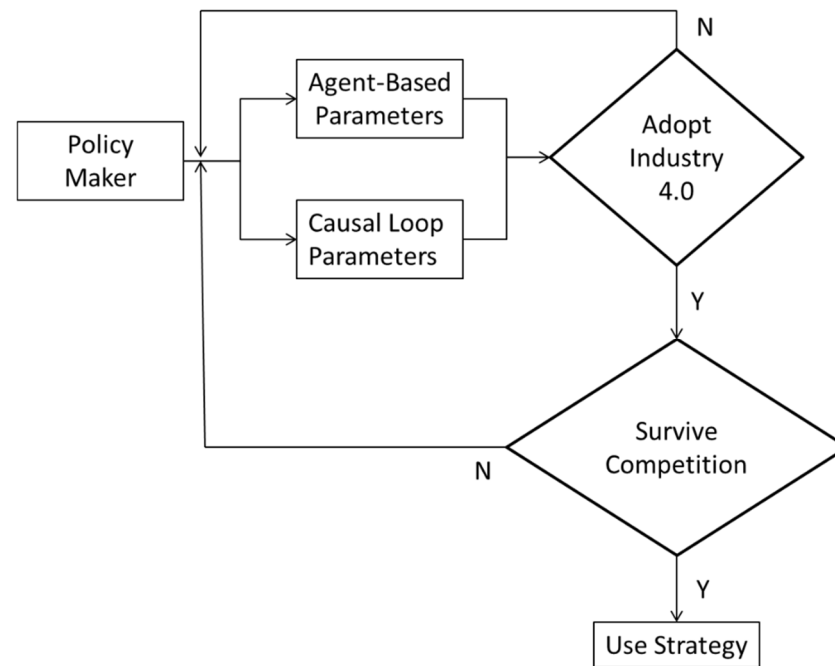 N
Agent-Based
Parameters
Policy
Maker
Adopt
Industry
4.0
Causal Loop
Parameters
Y
Survive
Competition
N
Y
Use Strategy